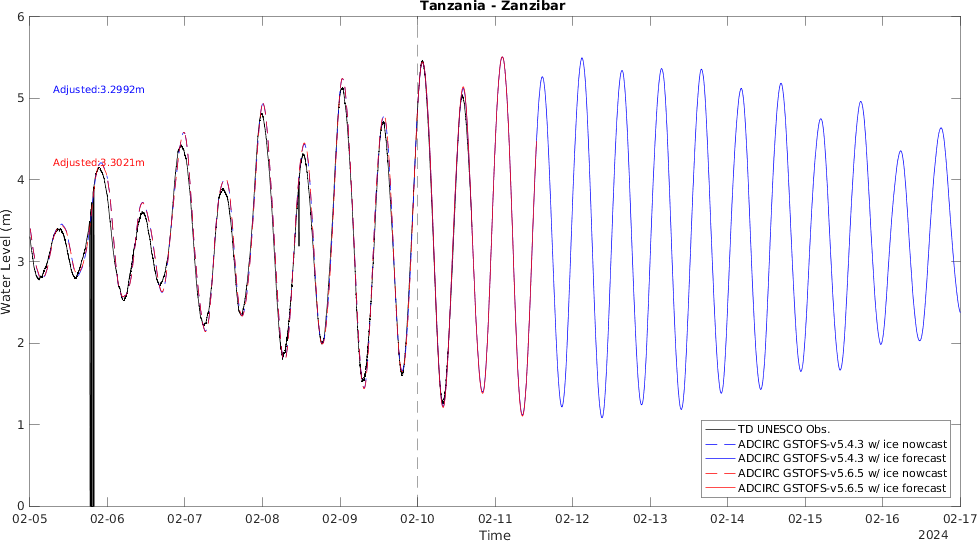 Tanzania - Zanzibar
6
5
4
3
2
1
0
Water Level (m)
Adjusted:3.2992m
Adjusted:3.3021m
TD UNESCO Obs.
ADCIRC GSTOFS-v5.4.3 w/ ice nowcast
ADCIRC GSTOFS-v5.4.3 w/ ice forecast
ADCIRC GSTOFS-v5.6.5 w/ ice nowcast
ADCIRC GSTOFS-v5.6.5 w/ ice forecast
02-05 02-06 02-07 02-08 02-09 02-10 02-11 02-12 02-13 02-14 02-15 02-16 02-17
Time
2024